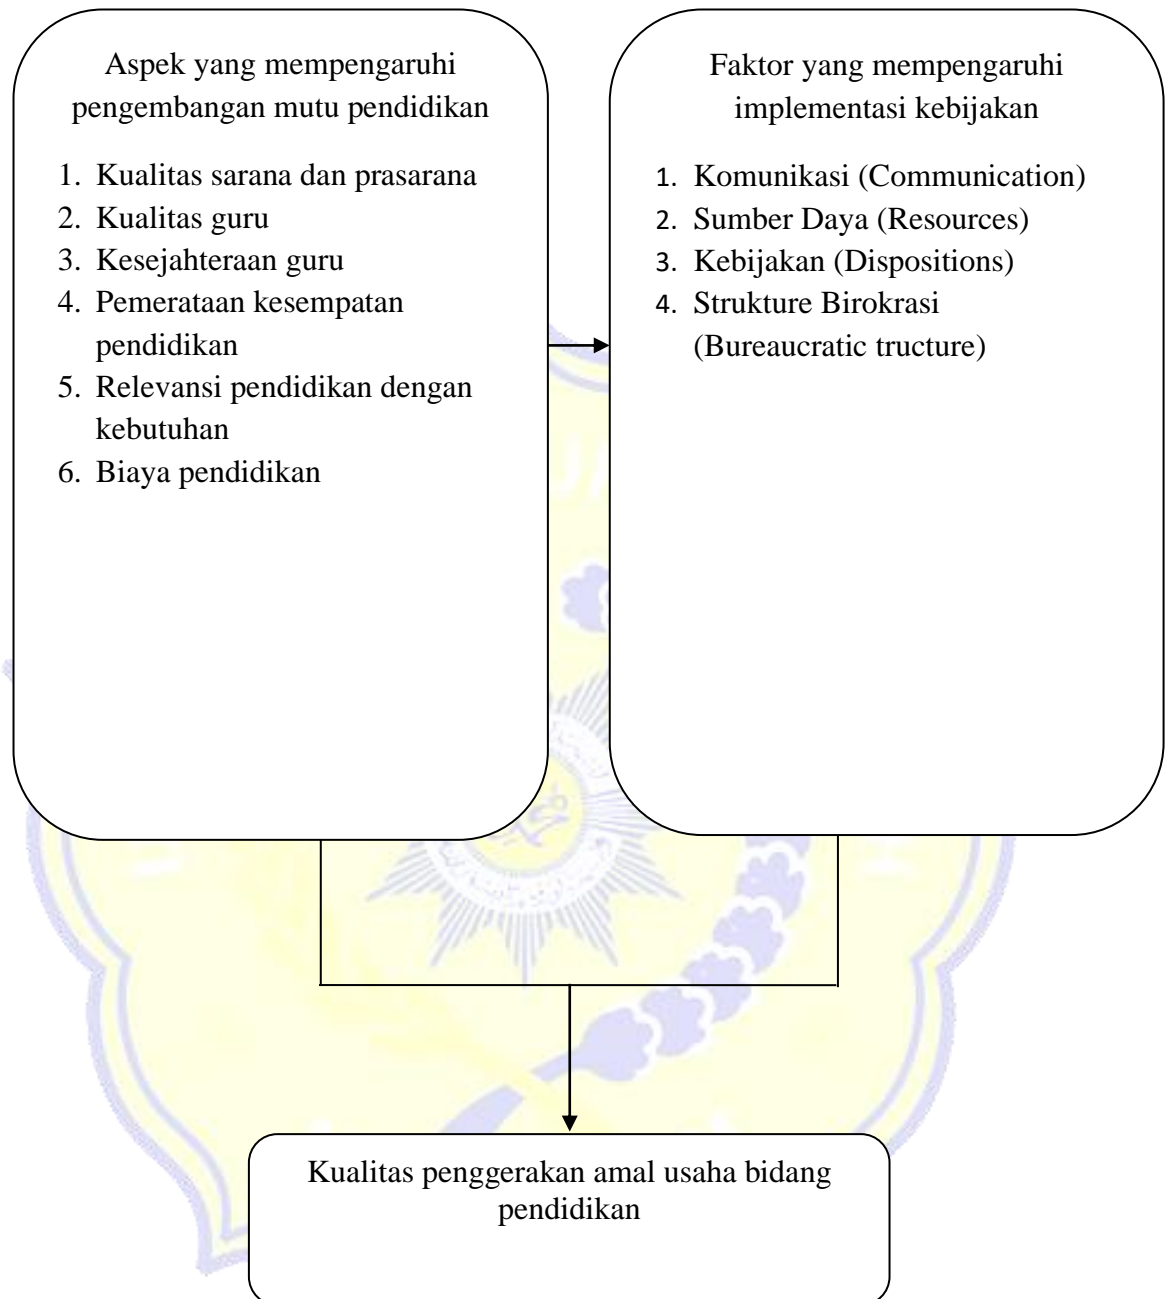 Aspek yang mempengaruhi
pengembangan mutu pendidikan
1. Kualitas sarana dan prasarana
2. Kualitas guru
3. Kesejahteraan guru
4. Pemerataan kesempatan
pendidikan
5. Relevansi pendidikan dengan
kebutuhan
6. Biaya pendidikan
Faktor yang mempengaruhi
implementasi kebijakan
1. Komunikasi (Communication)
2. Sumber Daya (Resources)
3. Kebijakan (Dispositions)
4. Strukture Birokrasi
(Bureaucratic tructure)
Kualitas penggerakan amal usaha bidang
pendidikan